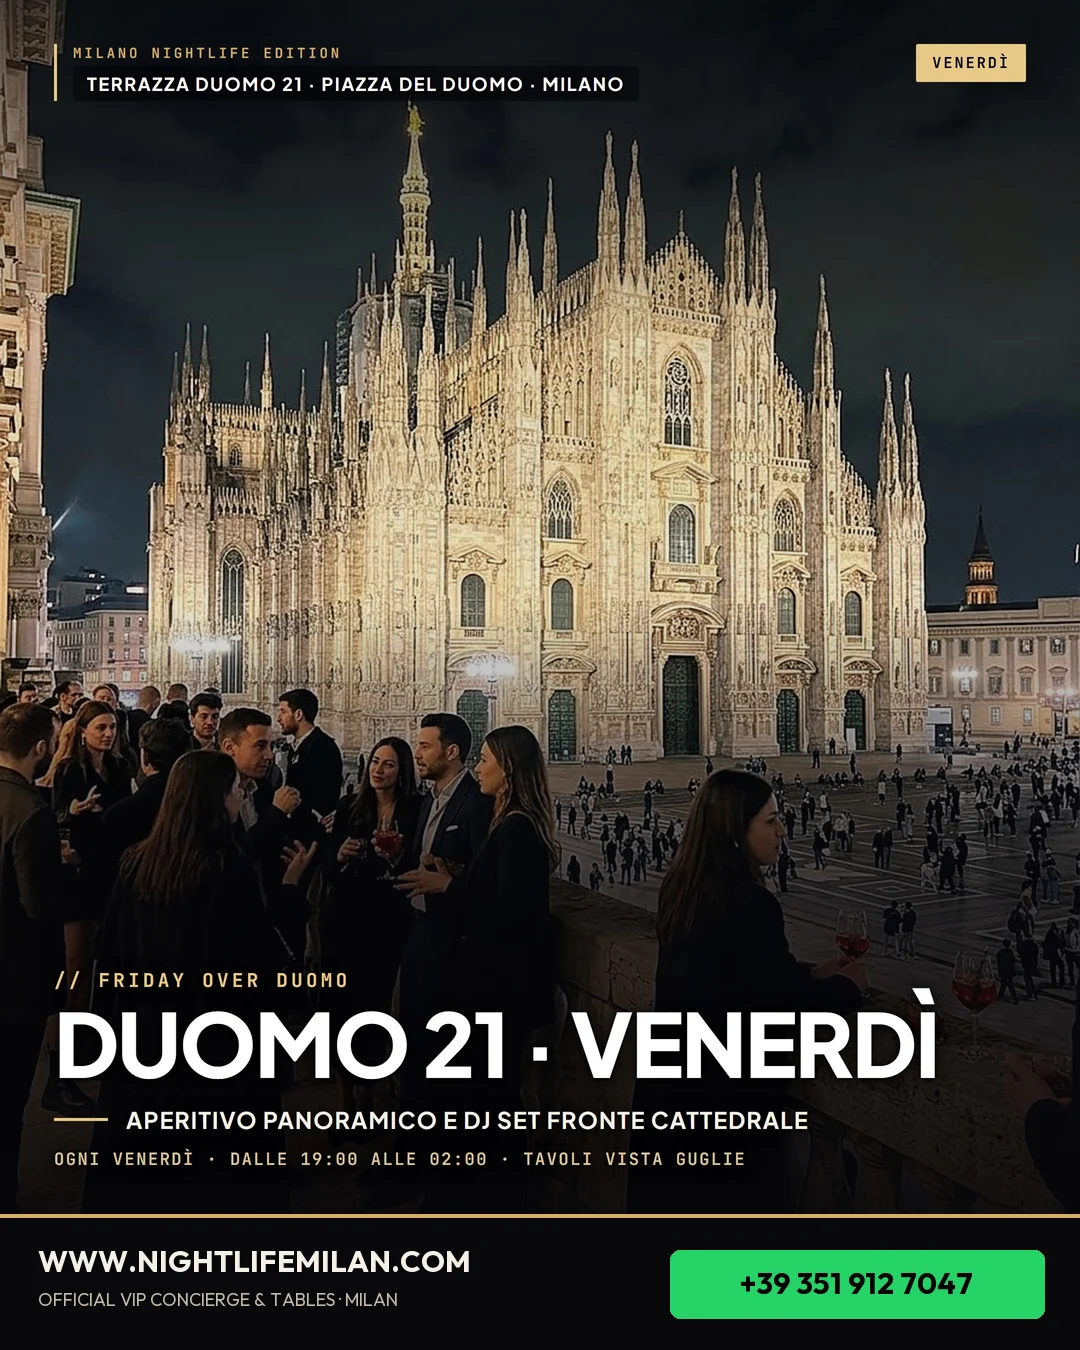 MILANO NIGHTLIFE EDITION
TERRAZZA DUOMO 21 · PIAZZA DEL DUOMO · MILANO
VENERDÌ
// FRIDAY OVER DUOMO
DUOMO 21 · VENERDÌ
APERITIVO PANORAMICO E DJ SET FRONTE CATTEDRALE
OGNI VENERDÌ · DALLE 19:00 ALLE 02:00 · TAVOLI VISTA GUGLIE
WWW.NIGHTLIFEMILAN.COM
OFFICIAL VIP CONCIERGE & TABLES · MILAN
+39 351 912 7047